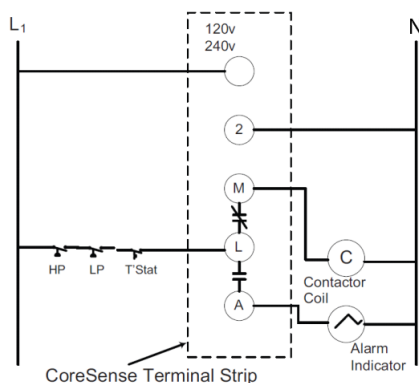 L1
N
120v
240v
2
M
L
HP
LP
T'Stat
C
Contactor
Coil
A
Alarm
Indicator
CoreSense Terminal Strip